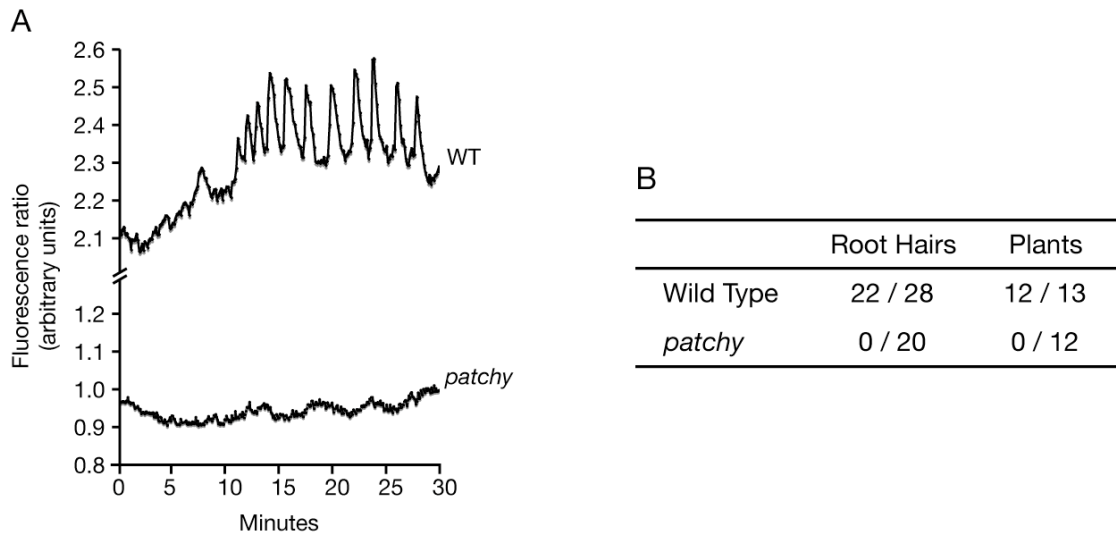 A
2.6
2.5
2.4
2.3
2.2
2.1
1.2
1.1
1.0
0.9
0.8
Fluorescence ratio
(arbitrary units)
WT
patchy
0 5 10 15 20 25 30
Minutes
B
Root Hairs Plants
Wild Type 22 / 28 12 / 13
patchy 0 / 20 0 / 12